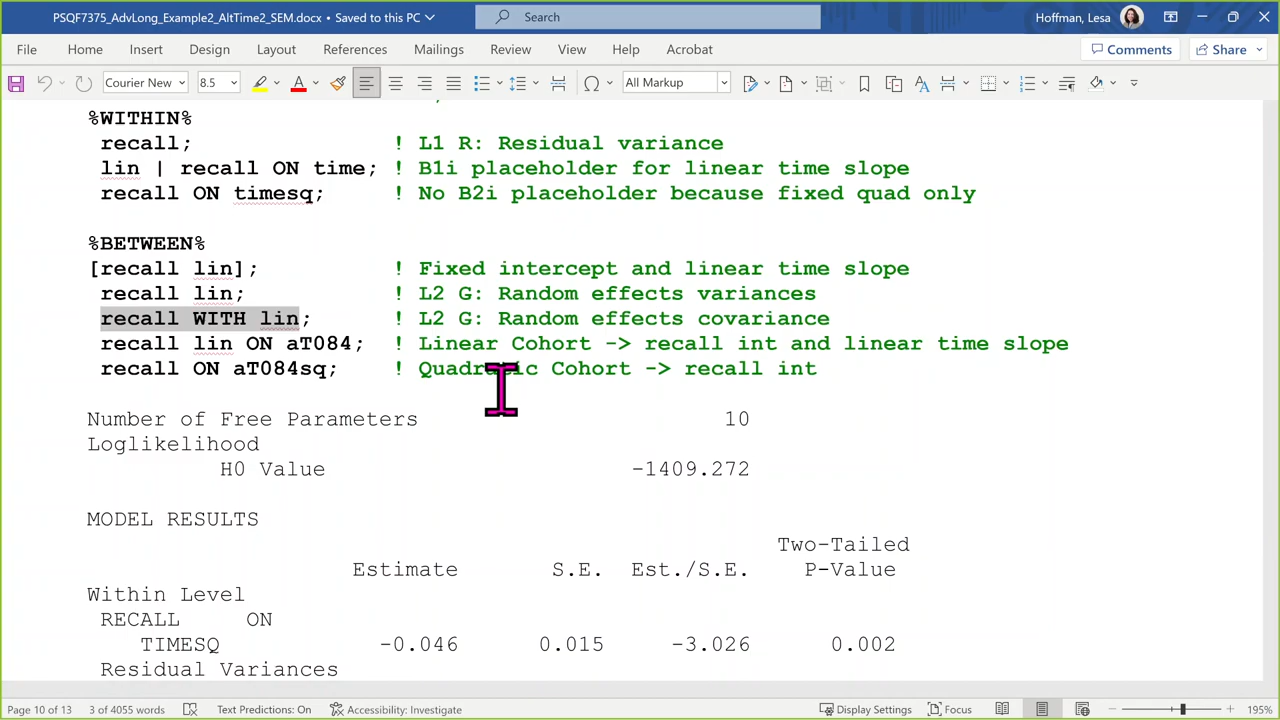 PSQF7375_AdvLong_Example2_AltTime2_SEM.docx • Saved to this PC
Search
Hoffman, Lesa
File Home Insert Design Layout References Mailings Review View Help Acrobat
Comments Share
Courier New 8.5 All Markup
%WITHIN%
recall; ! L1 R: Residual variance
lin | recall ON time; ! B1i placeholder for linear time slope
recall ON timesq; ! No B2i placeholder because fixed quad only
%BETWEEN%
[recall lin]; ! Fixed intercept and linear time slope
recall lin; ! L2 G: Random effects variances
recall WITH lin; ! L2 G: Random effects covariance
recall lin ON aT084; ! Linear Cohort -> recall int and linear time slope
recall ON aT084sq; ! Quadratic Cohort -> recall int
Number of Free Parameters 10
Loglikelihood
H0 Value -1409.272
MODEL RESULTS
Two-Tailed
Estimate S.E. Est./S.E. P-Value
Within Level
RECALL ON
TIMESQ -0.046 0.015 -3.026 0.002
Residual Variances
Page 10 of 13 3 of 4055 words Text Predictions: On Accessibility: Investigate Display Settings Focus 195%